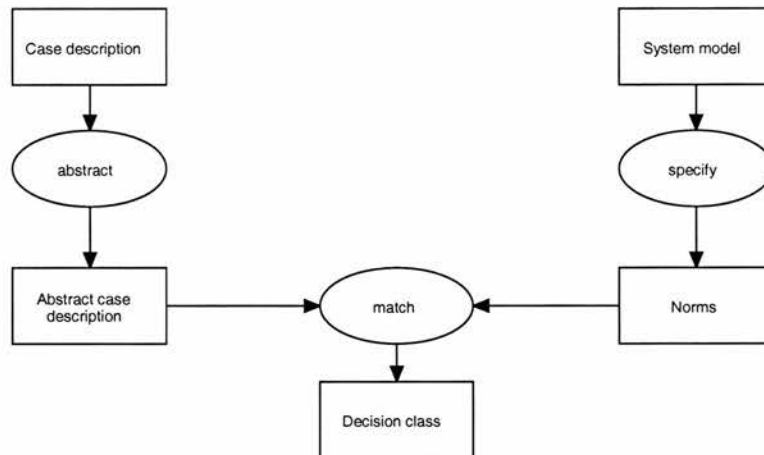 Case description
System model
abstract
specify
Abstract case
description
match
Norms
Decision class